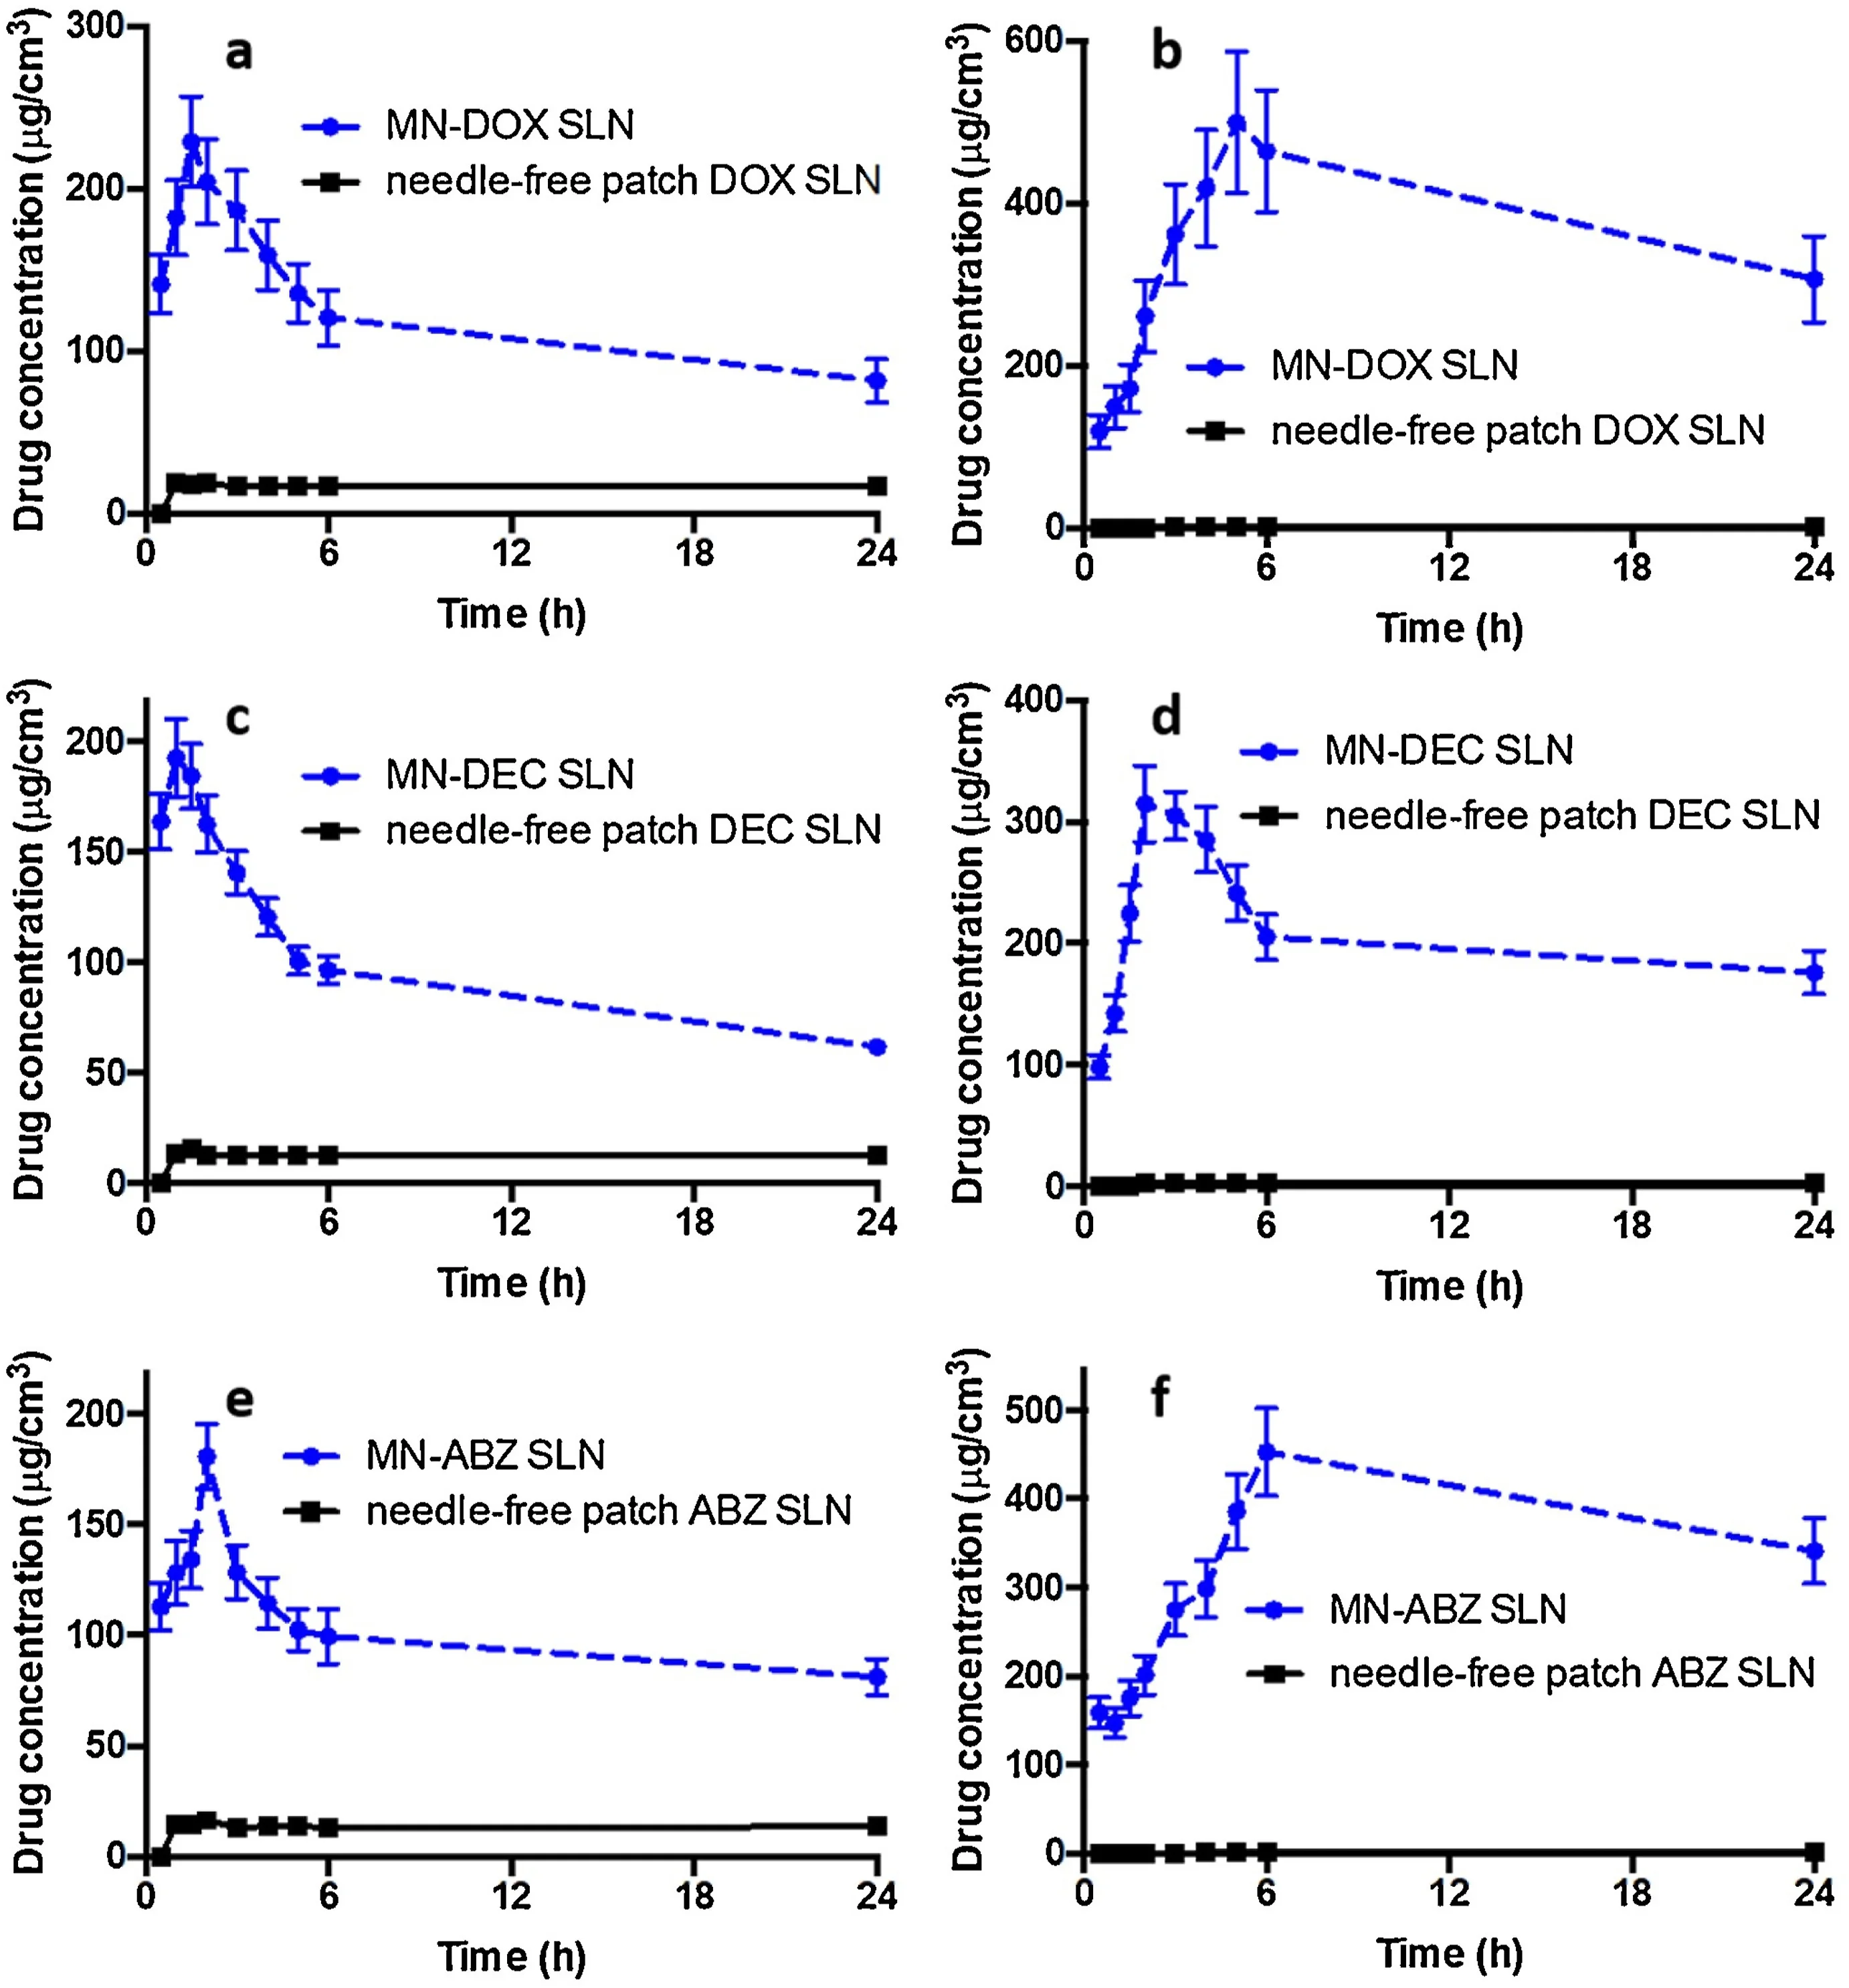 a
Drug concentration (µg/cm³)
300
200
100
0
MN-DOX SLN
needle-free patch DOX SLN
0 6 12 18 24
Time (h)
b
Drug concentration (µg/cm³)
600
400
200
0
MN-DOX SLN
needle-free patch DOX SLN
0 6 12 18 24
Time (h)
c
Drug concentration (µg/cm³)
200
150
100
50
0
MN-DEC SLN
needle-free patch DEC SLN
0 6 12 18 24
Time (h)
d
Drug concentration (µg/cm³)
400
300
200
100
0
MN-DEC SLN
needle-free patch DEC SLN
0 6 12 18 24
Time (h)
e
Drug concentration (µg/cm³)
200
150
100
50
0
MN-ABZ SLN
needle-free patch ABZ SLN
0 6 12 18 24
Time (h)
f
Drug concentration (µg/cm³)
500
400
300
200
100
0
MN-ABZ SLN
needle-free patch ABZ SLN
0 6 12 18 24
Time (h)